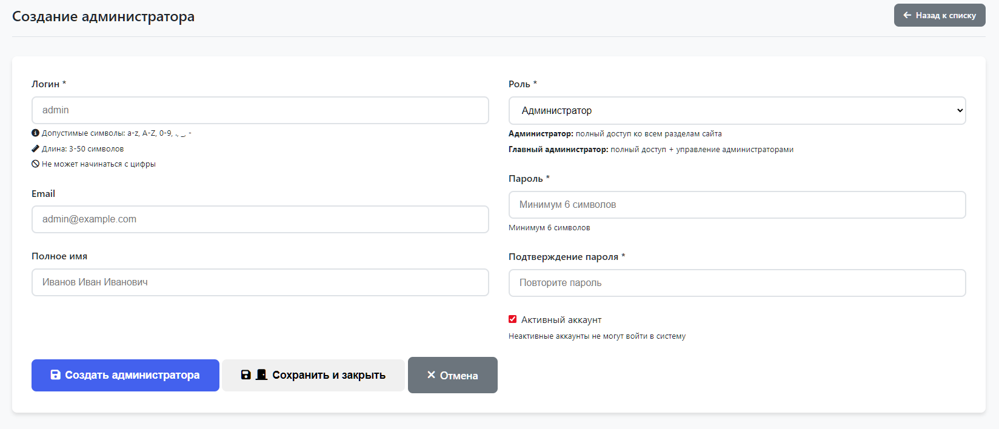 Создание администратора
Назад к списку
Логин *
admin
Допустимые символы: a-z, A-Z, 0-9, ., _, -
Длина: 3-50 символов
Не может начинаться с цифры
Email
admin@example.com
Полное имя
Иванов Иван Иванович
Роль *
Администратор
Администратор: полный доступ ко всем разделам сайта
Главный администратор: полный доступ + управление администраторами
Пароль *
Минимум 6 символов
Минимум 6 символов
Подтверждение пароля *
Повторите пароль
Активный аккаунт
Неактивные аккаунты не могут войти в систему
Создать администратора
Сохранить и закрыть
Отмена